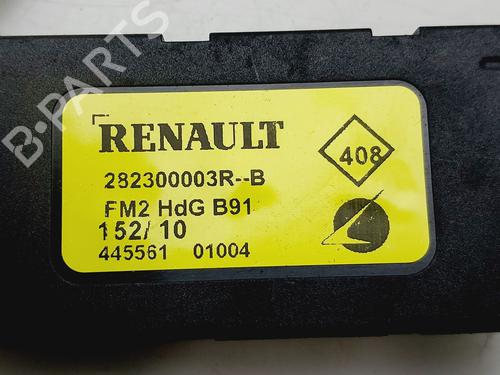 B-PARTS
RENAULT
408
282300003R--B
FM2 HdG B91
152/10
445561 01004